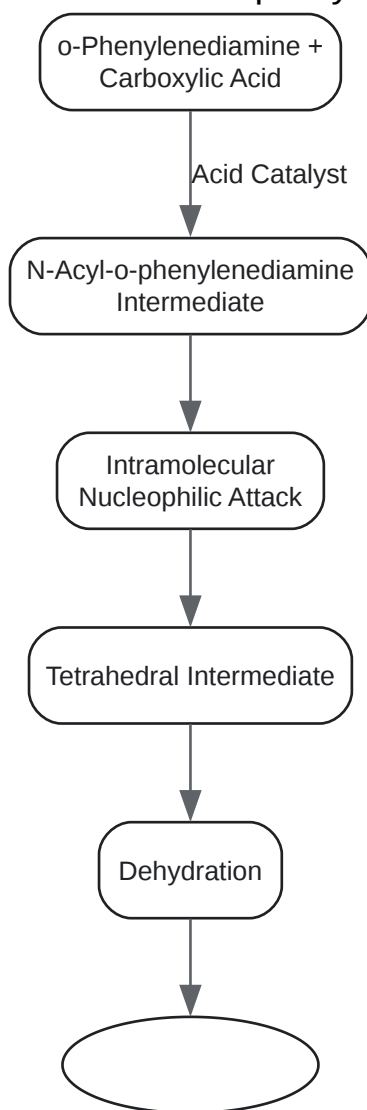 o-Phenylenediamine +
Carboxylic Acid
Acid Catalyst
N-Acyl-o-phenylenediamine
Intermediate
Intramolecular
Nucleophilic Attack
Tetrahedral Intermediate
Dehydration